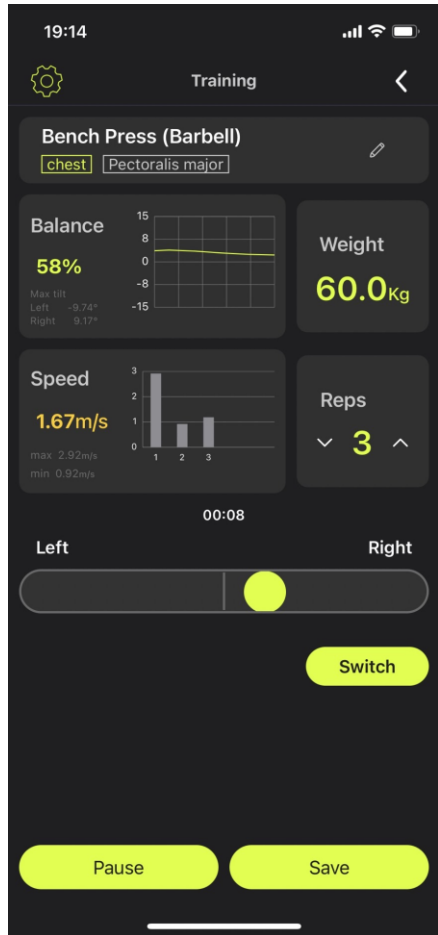 19:14
Training
Bench Press (Barbell)
chest Pectoralis major
Balance
58%
Max tilt
Left -9.74°
Right 9.17°
15
8
0
-8
-15
Weight
60.0Kg
Speed
1.67m/s
max 2.92m/s
min 0.92m/s
3
2
1
0
1 2 3
Reps
3
00:08
Left Right
Switch
Pause Save